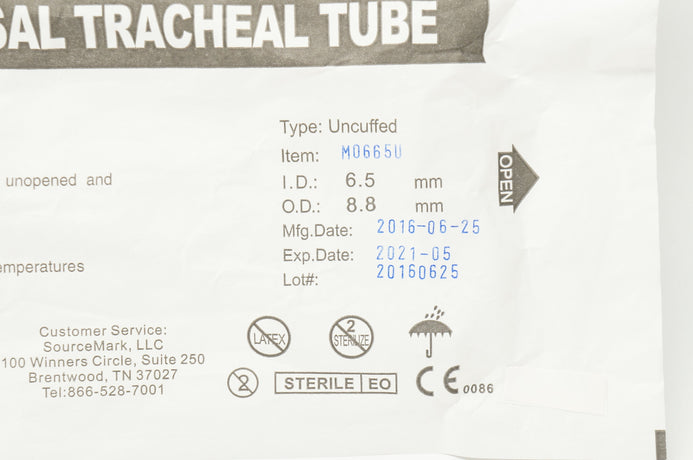 SAL TRACHEAL TUBE
Type: Uncuffed
Item: M0665U
unopened and
I.D.: 6.5 mm
O.D.: 8.8 mm
OPEN
Mfg.Date: 2016-06-25
Exp.Date: 2021-05
emperatures
Lot#: 20160625
Customer Service:
SourceMark, LLC
100 Winners Circle, Suite 250
Brentwood, TN 37027
Tel:866-528-7001
LATEX
2
STERILIZE
2
STERILE EO
CE 0086